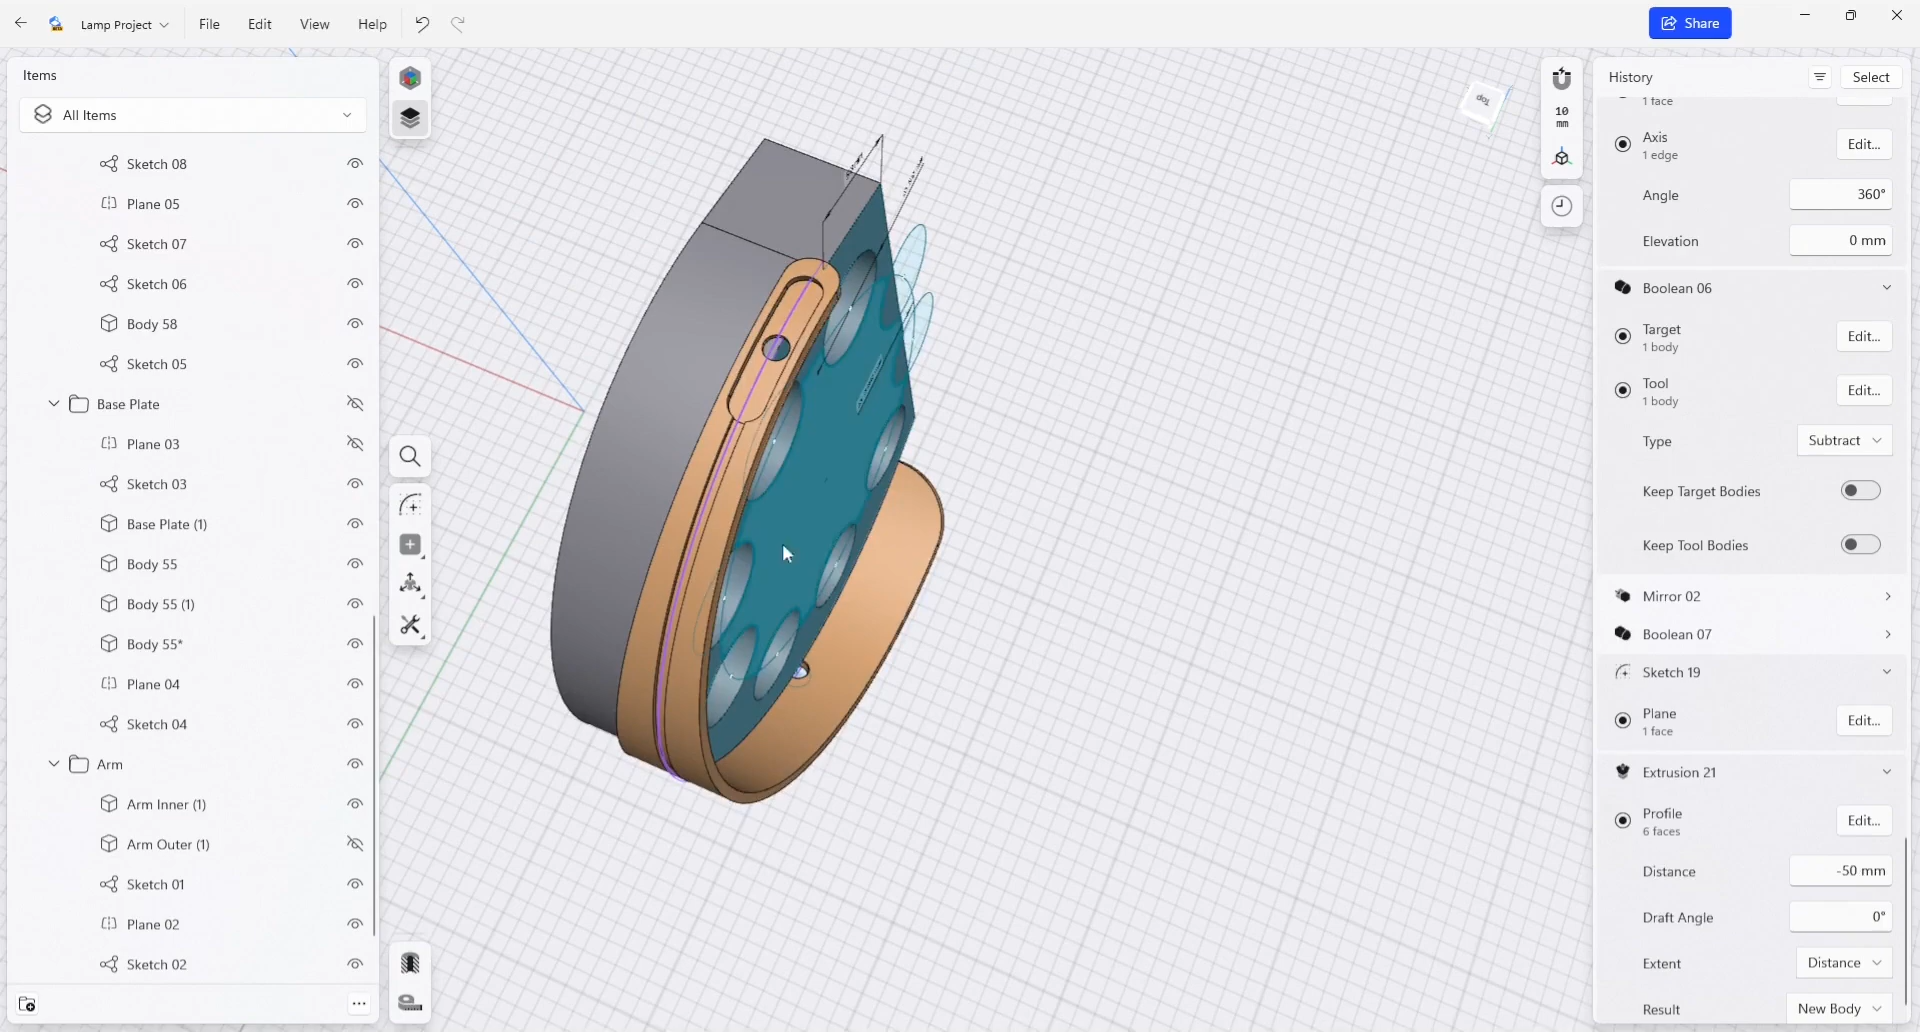 Lamp Project
File
Edit
View
Help
Share
Items
All Items
Sketch 08
Plane 05
Sketch 07
Sketch 06
Body 58
Sketch 05
Base Plate
Plane 03
Sketch 03
Base Plate (1)
Body 55
Body 55 (1)
Body 55*
Plane 04
Sketch 04
Arm
Arm Inner (1)
Arm Outer (1)
Sketch 01
Plane 02
Sketch 02
Top
10
mm
History
Select
1 face
Axis
1 edge
Edit...
Angle
360°
Elevation
0 mm
Boolean 06
Target
1 body
Edit...
Tool
1 body
Edit...
Type
Subtract
Keep Target Bodies
Keep Tool Bodies
Mirror 02
Boolean 07
Sketch 19
Plane
1 face
Edit...
Extrusion 21
Profile
6 faces
Edit...
Distance
-50 mm
Draft Angle
0°
Extent
Distance
Result
New Body